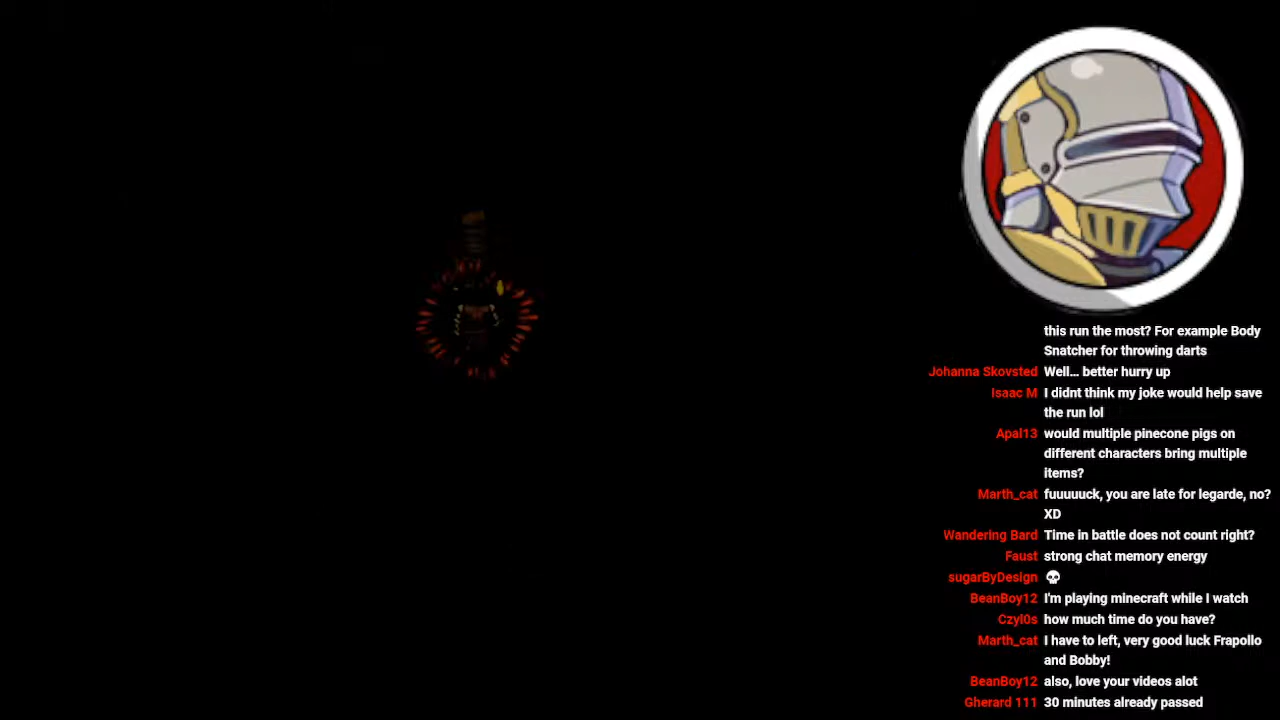 this run the most? For example Body
Snatcher for throwing darts
Johanna Skovsted Well... better hurry up
Isaac M I didnt think my joke would help save
the run lol
Apal13 would multiple pinecone pigs on
different characters bring multiple
items?
Marth_cat fuuuuuck, you are late for legarde, no?
XD
Wandering Bard Time in battle does not count right?
Faust strong chat memory energy
sugarByDesign 💀
BeanBoy12 I'm playing minecraft while I watch
Czyl0s how much time do you have?
Marth_cat I have to left, very good luck Frapollo
and Bobby!
BeanBoy12 also, love your videos alot
Gherard 111 30 minutes already passed